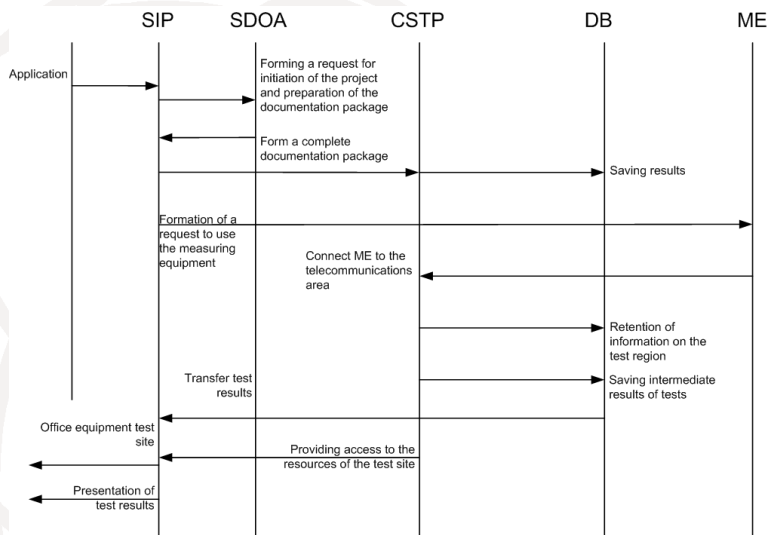 SIP SDOA CSTP DB ME
Application
Forming a request for
initiation of the project
and preparation of the
documentation package
Form a complete
documentation package
Saving results
Formation of a
request to use
the measuring
equipment
Connect ME to the
telecommunications
area
Retention of
information on the
test region
Transfer test
results
Saving intermediate
results of tests
Office equipment test
site
Providing access to the
resources of the test site
Presentation of
test results